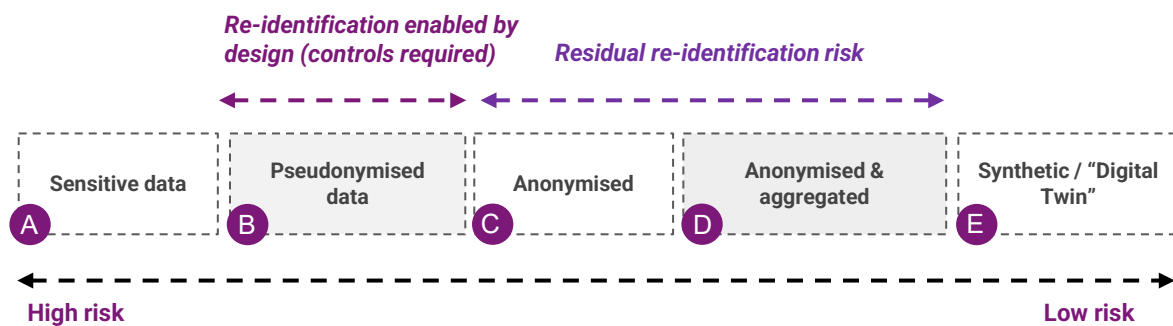 Re-identification enabled by
design (controls required)
Residual re-identification risk
Sensitive data
Pseudonymised
data
Anonymised
Anonymised &
aggregated
Synthetic / “Digital
Twin”
A
B
C
D
E
High risk
Low risk